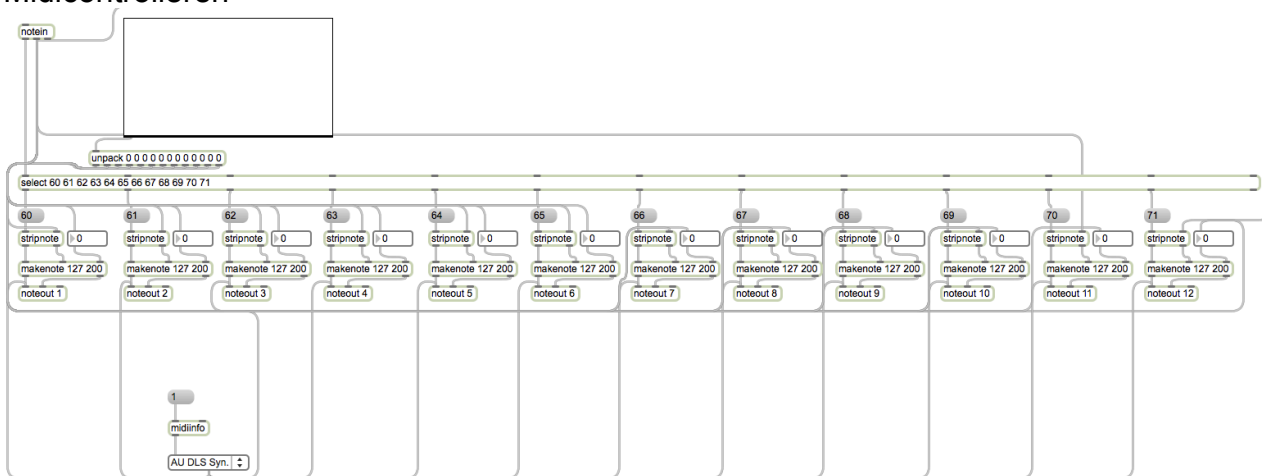 Midicontrolleren
notein
unpack 0 0 0 0 0 0 0 0 0 0 0 0
select 60 61 62 63 64 65 66 67 68 69 70 71
60 61 62 63 64 65 66 67 68 69 70 71
stripnote 0 stripnote 0 stripnote 0 stripnote 0 stripnote 0 stripnote 0 stripnote 0 stripnote 0 stripnote 0 stripnote 0 stripnote 0 stripnote 0
makenote 127 200 makenote 127 200 makenote 127 200 makenote 127 200 makenote 127 200 makenote 127 200 makenote 127 200 makenote 127 200 makenote 127 200 makenote 127 200 makenote 127 200 makenote 127 200
noteout 1 noteout 2 noteout 3 noteout 4 noteout 5 noteout 6 noteout 7 noteout 8 noteout 9 noteout 10 noteout 11 noteout 12
1
midiinfo
AU DLS Syn.